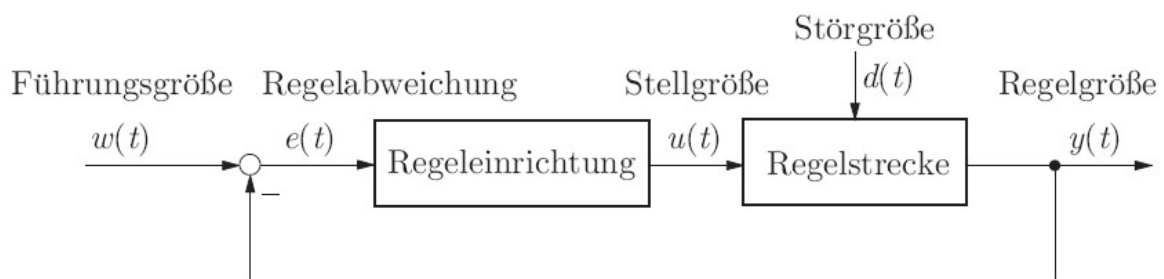 Störgröße
Führungsgröße Regelabweichung Stellgröße d(t) Regelgröße
w(t) e(t) u(t) y(t)
Regeleinrichtung Regelstrecke
−